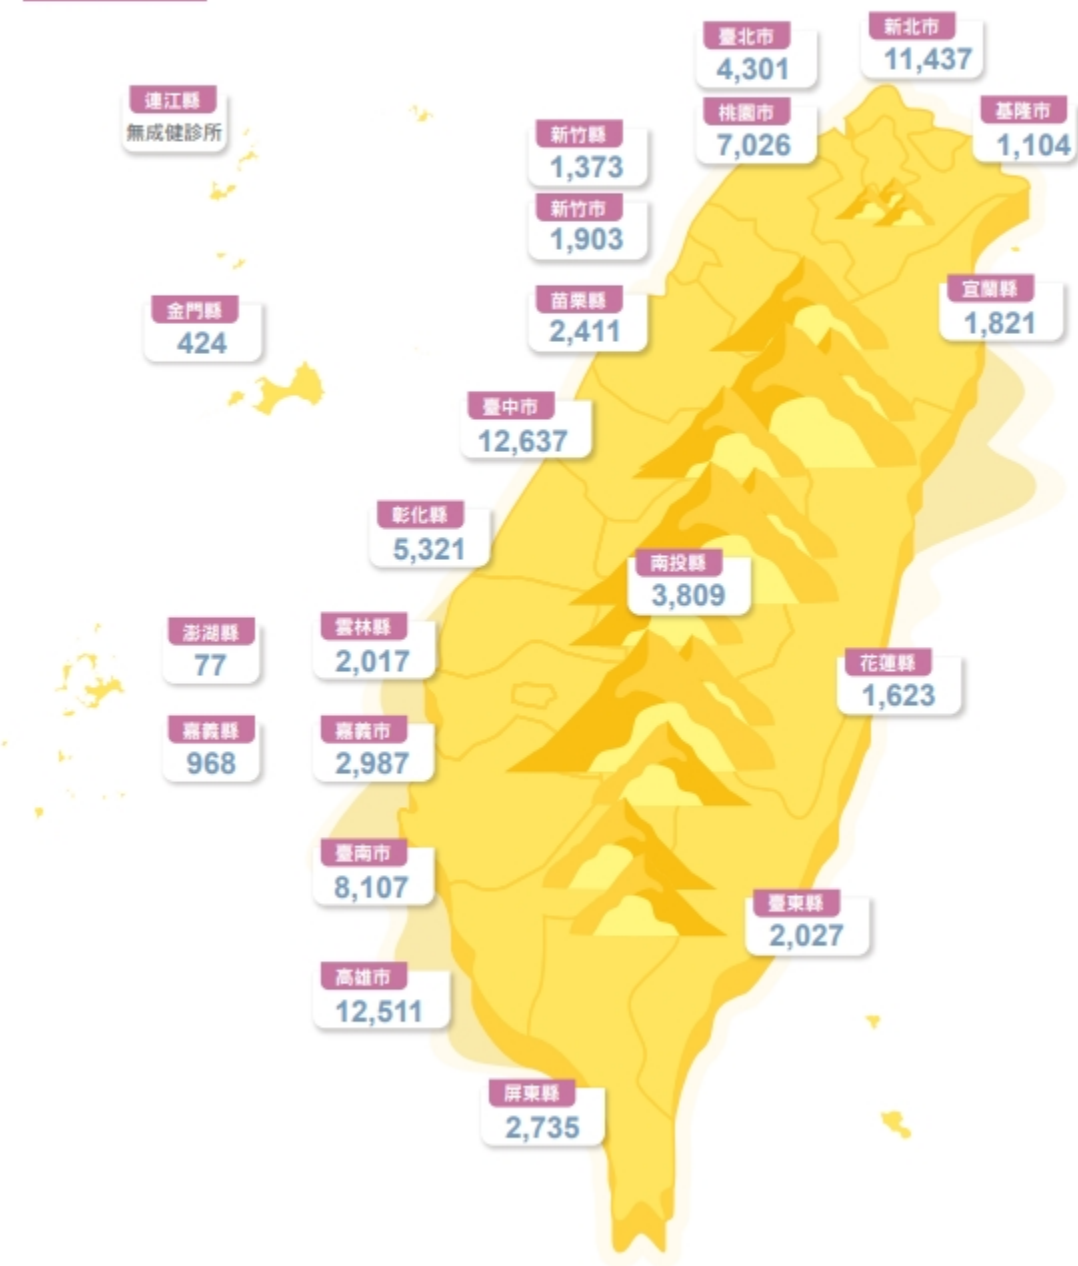 臺北市
4,301
新北市
11,437
連江縣
無成健診所
桃園市
7,026
基隆市
1,104
新竹縣
1,373
新竹市
1,903
宜蘭縣
1,821
金門縣
424
苗栗縣
2,411
臺中市
12,637
彰化縣
5,321
南投縣
3,809
澎湖縣
77
雲林縣
2,017
花蓮縣
1,623
嘉義縣
968
嘉義市
2,987
臺南市
8,107
臺東縣
2,027
高雄市
12,511
屏東縣
2,735